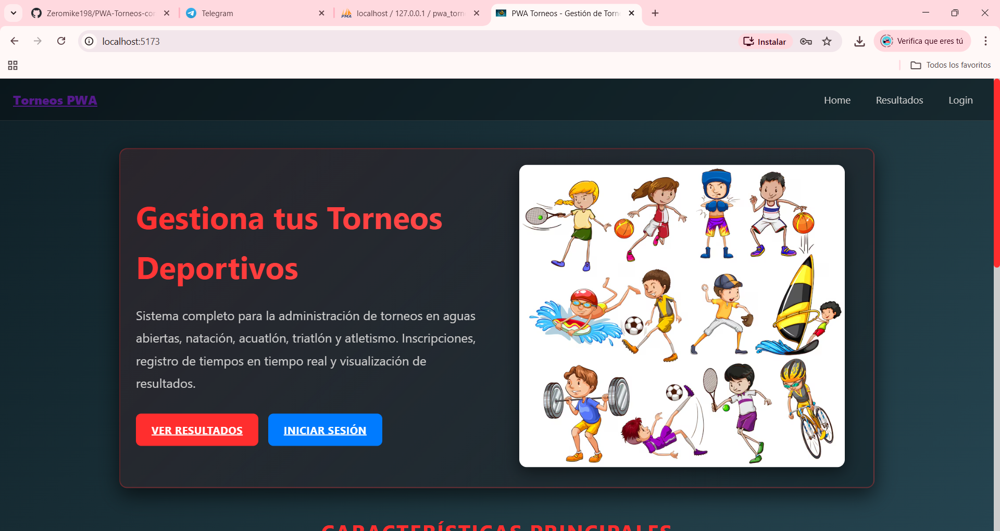 Zeromike198/PWA-Torneos-cor
Telegram
localhost / 127.0.0.1 / pwa_torn
PWA Torneos - Gestión de Torne
localhost:5173
Instalar
Verifica que eres tú
Todos los favoritos
Torneos PWA
Home
Resultados
Login
Gestiona tus Torneos
Deportivos
Sistema completo para la administración de torneos en aguas
abiertas, natación, acuatlón, triatlón y atletismo. Inscripciones,
registro de tiempos en tiempo real y visualización de
resultados.
VER RESULTADOS
INICIAR SESIÓN
CARACTERÍSTICAS PRINCIPALES